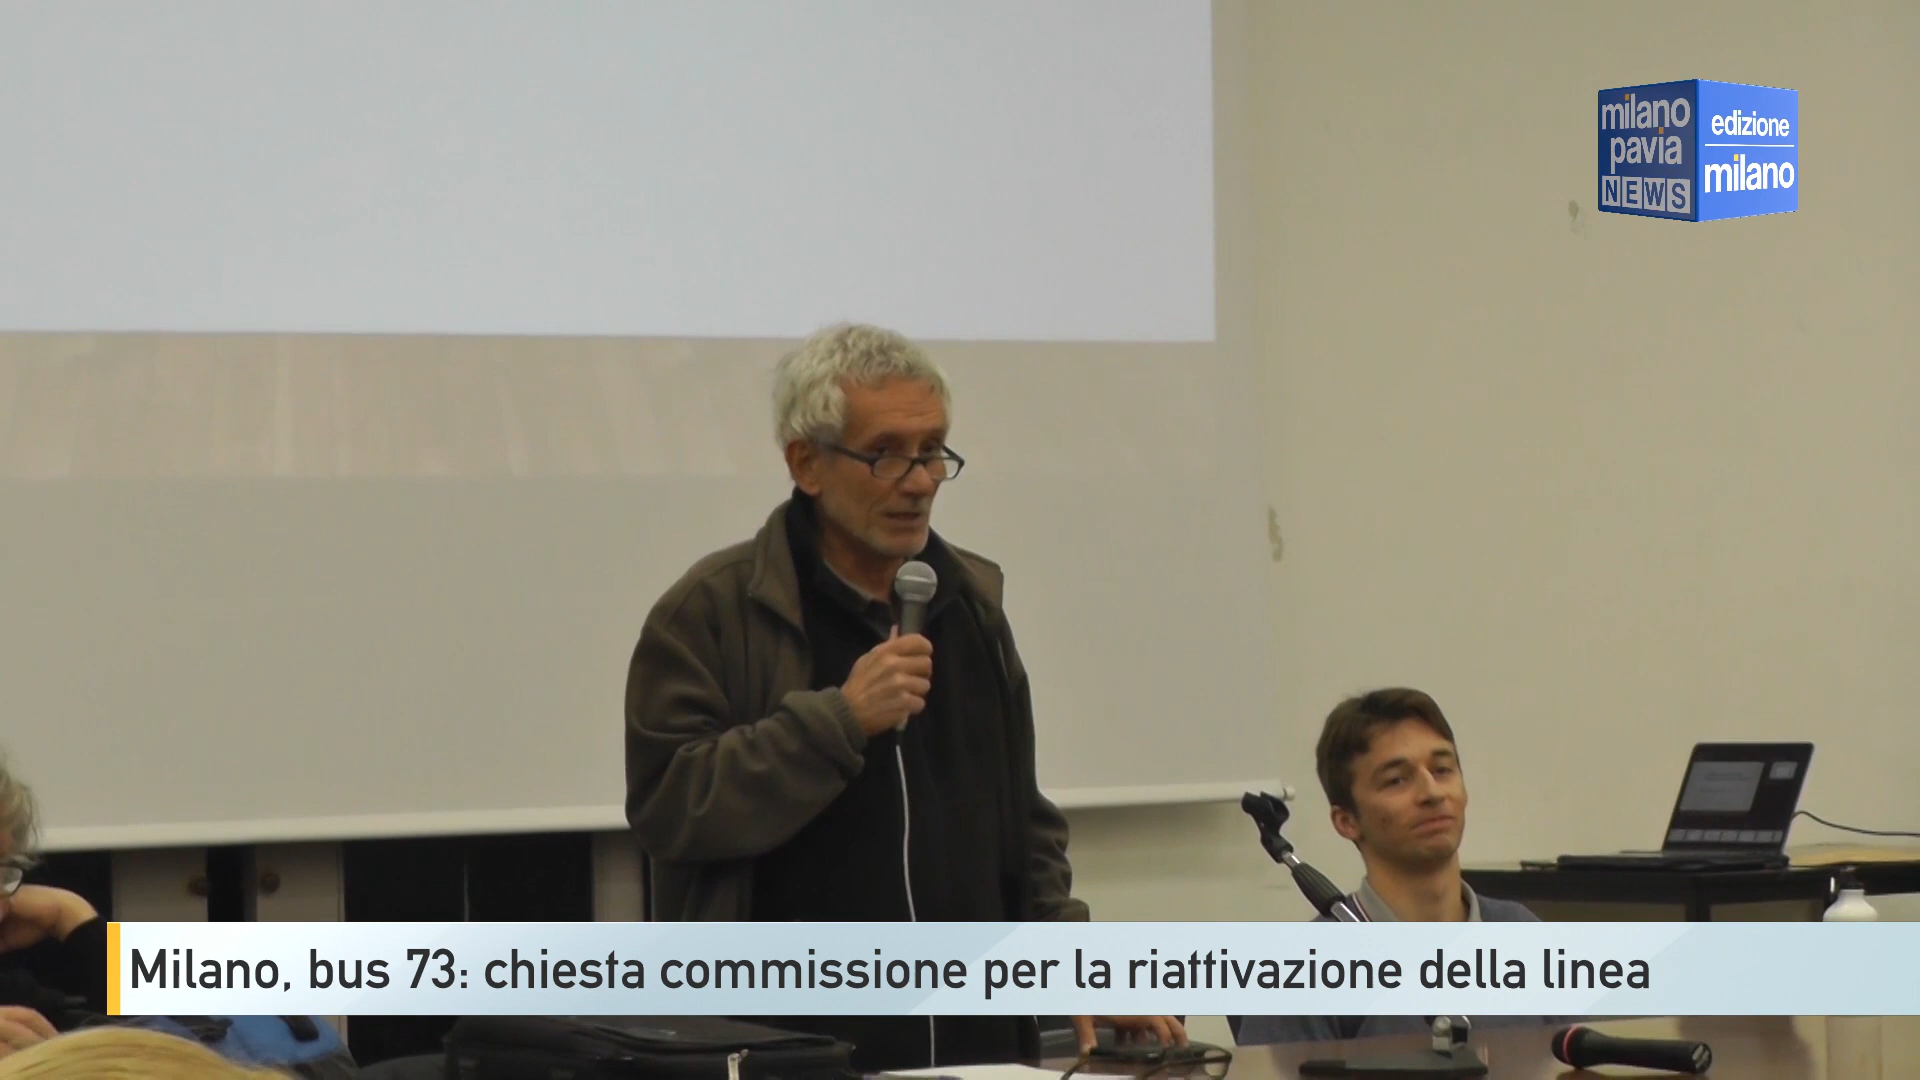 milano
pavia
NEWS
edizione
milano
Milano, bus 73: chiesta commissione per la riattivazione della linea